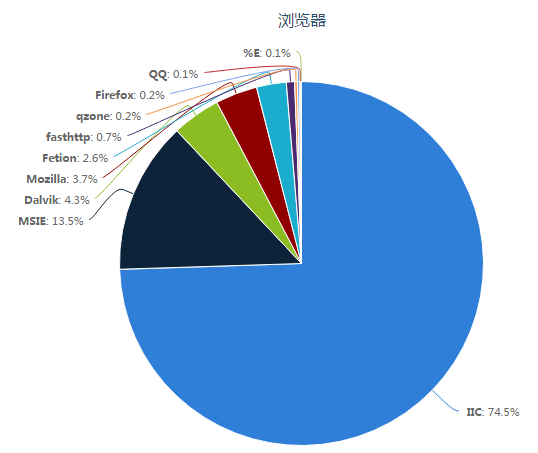 浏览器
%E: 0.1%
QQ: 0.1%
Firefox: 0.2%
qzone: 0.2%
fasthttp: 0.7%
Fetion: 2.6%
Mozilla: 3.7%
Dalvik: 4.3%
MSIE: 13.5%
IIC: 74.5%